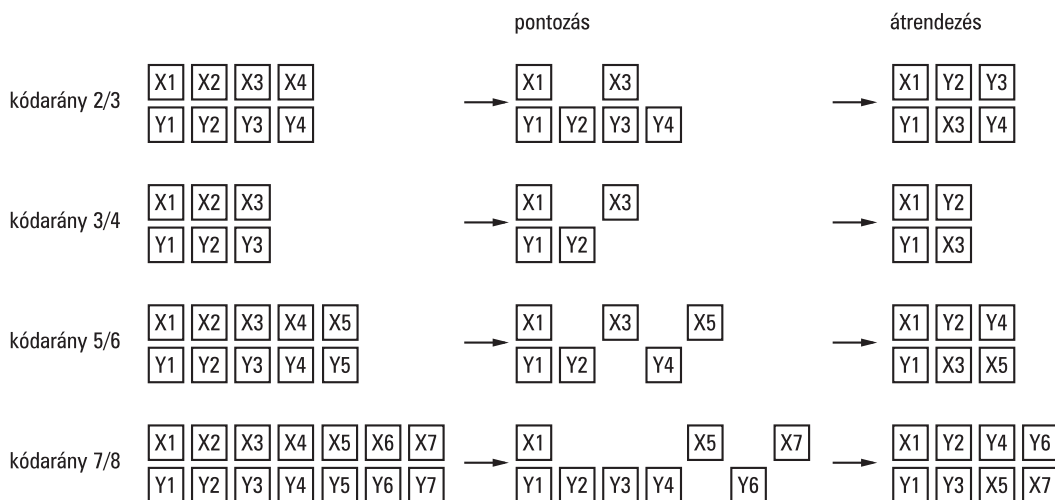 pontozás átrendezés
X1 X2 X3 X4 X1 X3 X1 Y2 Y3
kódarány 2/3
Y1 Y2 Y3 Y4 Y1 Y2 Y3 Y4 Y1 X3 Y4
X1 X2 X3 X1 X3 X1 Y2
kódarány 3/4
Y1 Y2 Y3 Y1 Y2 Y1 X3
X1 X2 X3 X4 X5 X1 X3 X5 X1 Y2 Y4
kódarány 5/6
Y1 Y2 Y3 Y4 Y5 Y1 Y2 Y4 Y1 X3 X5
X1 X2 X3 X4 X5 X6 X7 X1 X5 X7 X1 Y2 Y4 Y6
kódarány 7/8
Y1 Y2 Y3 Y4 Y5 Y6 Y7 Y1 Y2 Y3 Y4 Y6 Y1 Y3 X5 X7